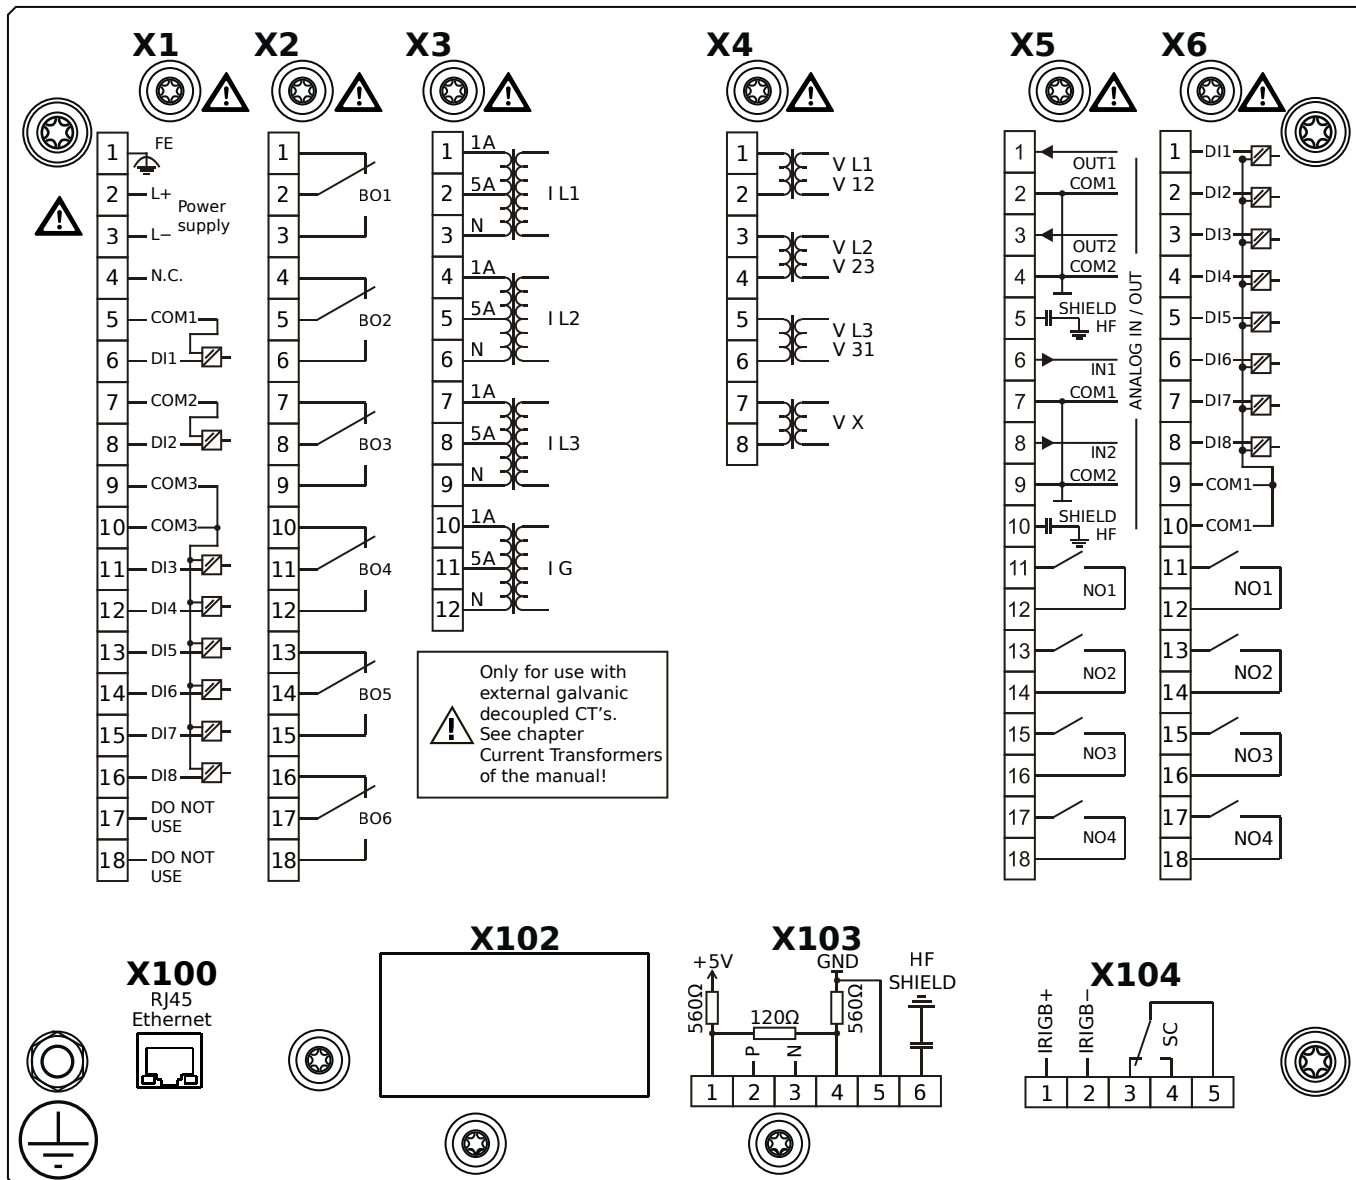 X1
X2
X3
X4
X5
X6
1 FE
2 L+
Power
supply
3 L−
4 N.C.
5 COM1
6 DI1
7 COM2
8 DI2
9 COM3
10 COM3
11 DI3
12 DI4
13 DI5
14 DI6
15 DI7
16 DI8
17 DO NOT
USE
18 DO NOT
USE
1
2 BO1
3
4
5 BO2
6
7
8 BO3
9
10
11 BO4
12
13
14 BO5
15
16
17 BO6
18
1 1A
2 5A I L1
3 N
4 1A
5 5A I L2
6 N
7 1A
8 5A I L3
9 N
10 1A
11 5A I G
12 N
Only for use with
external galvanic
decoupled CT's.
See chapter
Current Transformers
of the manual!
1
V L1
2
V 12
3
V L2
4
V 23
5
V L3
6
V 31
7
V X
8
1
OUT1
2 COM1
3
OUT2
4 COM2
5 SHIELD
HF
6
IN1
7 COM1
8
IN2
9 COM2
10 SHIELD
HF
ANALOG IN / OUT
11
NO1
12
13
NO2
14
15
NO3
16
17
NO4
18
1 DI1
2 DI2
3 DI3
4 DI4
5 DI5
6 DI6
7 DI7
8 DI8
9 COM1
10 COM1
11
NO1
12
13
NO2
14
15
NO3
16
17
NO4
18
X100
RJ45
Ethernet
X102
X103
+5V
GND
HF
SHIELD
560Ω
120Ω
560Ω
P
N
1 2 3 4 5 6
X104
IRIGB+
IRIGB−
SC
1 2 3 4 5